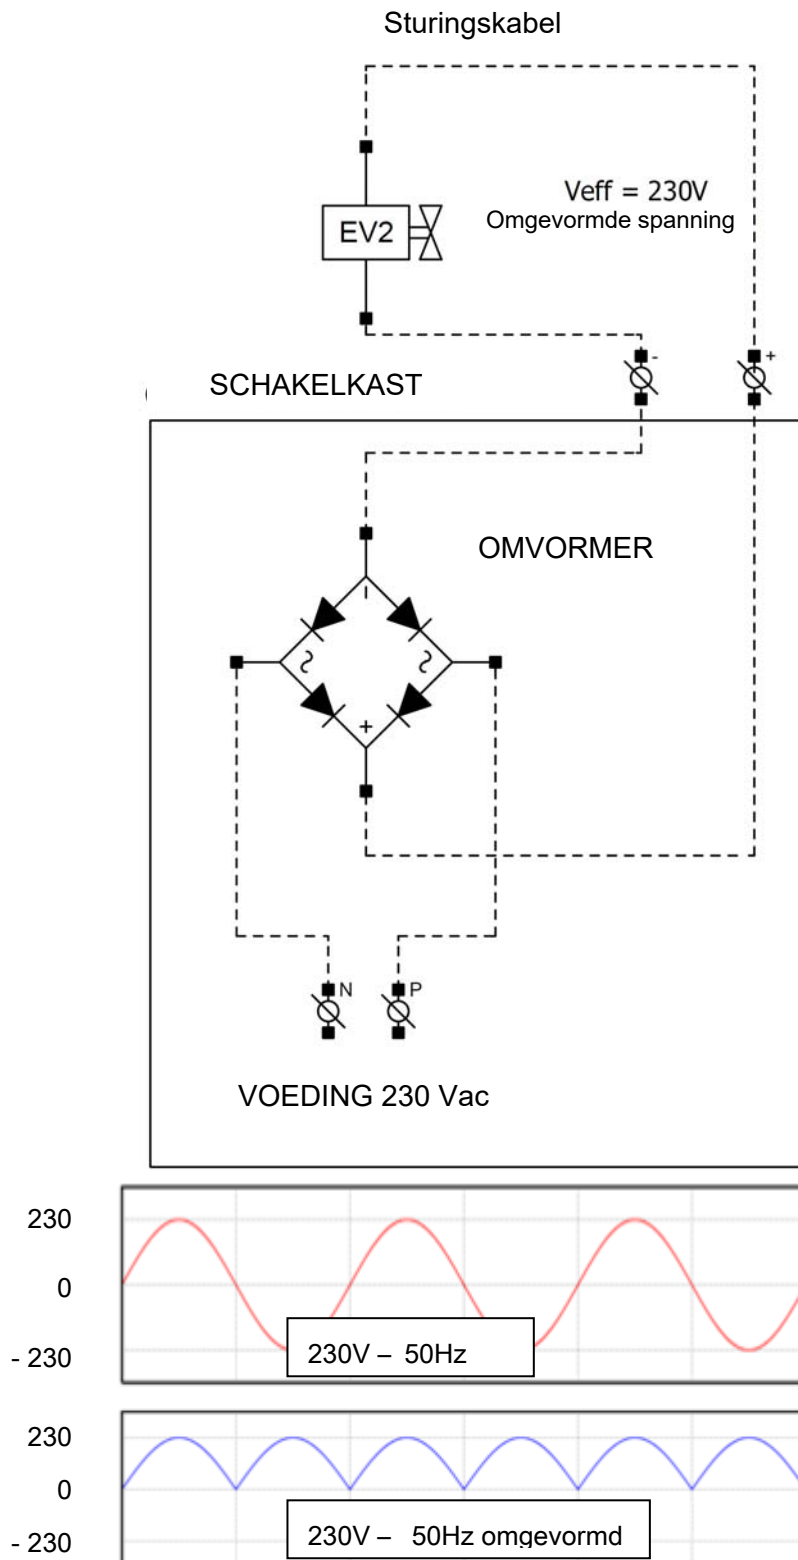 Sturingskabel
Veff = 230V
Omgevormde spanning
EV2
- +
SCHAKELKAST
OMVORMER
-
~ ~
+
N P
VOEDING 230 Vac
230
0
- 230
230V – 50Hz
230
0
- 230
230V – 50Hz omgevormd